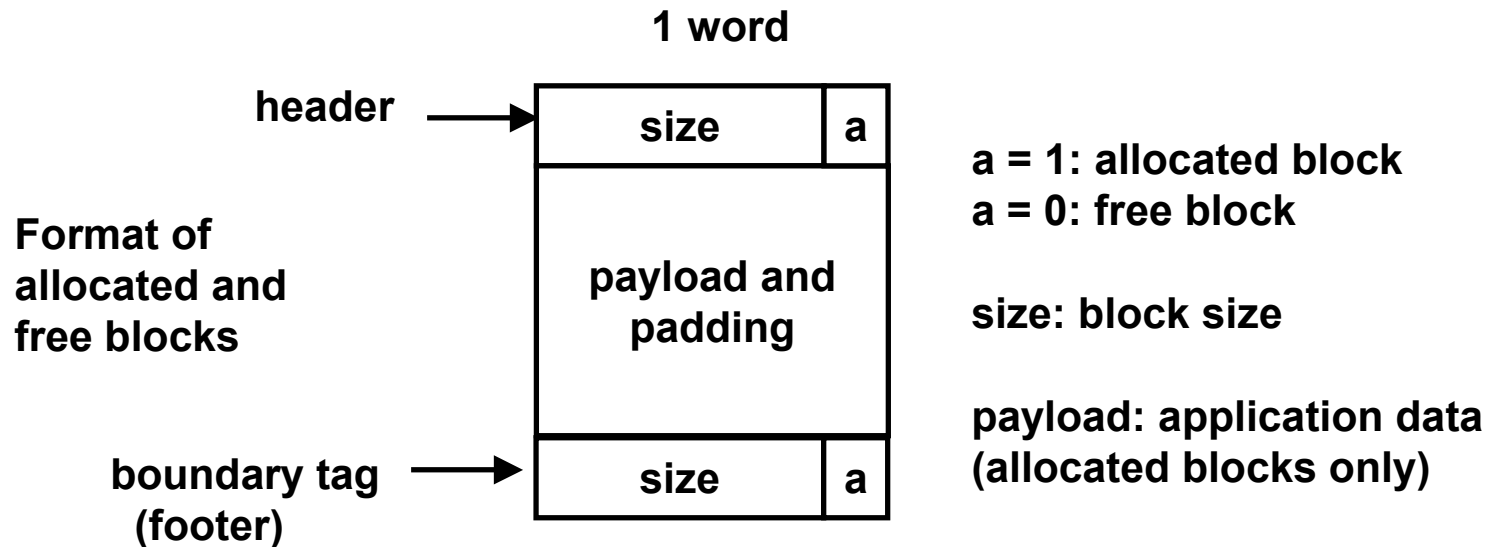 1 word
header
size a
a = 1: allocated block
a = 0: free block
Format of
allocated and
free blocks
payload and
padding
size: block size
payload: application data
(allocated blocks only)
boundary tag
(footer)
size a